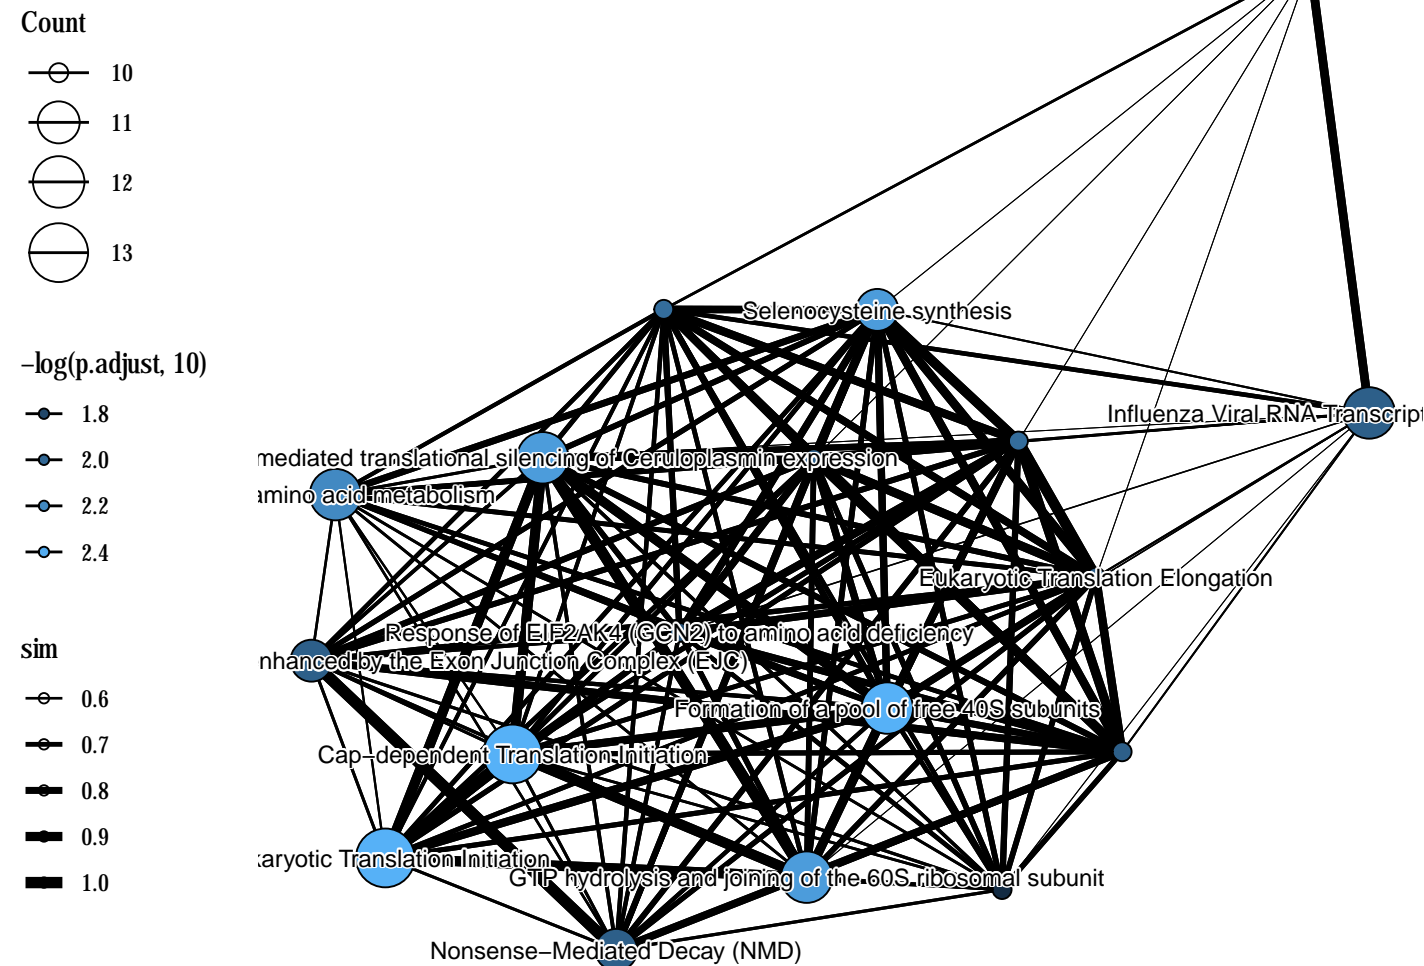 Count
10
11
12
13
–log(p.adjust, 10)
1.8
2.0
2.2
2.4
sim
0.6
0.7
0.8
0.9
1.0
Selenocysteine synthesis
Influenza Viral RNA Transcript
mediated translational silencing of Ceruloplasmin expression
amino acid metabolism
Eukaryotic Translation Elongation
Response of EIF2AK4 (GCN2) to amino acid deficiency
nhanced by the Exon Junction Complex (EJC)
Formation of a pool of free 40S subunits
Cap–dependent Translation Initiation
karyotic Translation Initiation
GTP hydrolysis and joining of the 60S ribosomal subunit
Nonsense–Mediated Decay (NMD)